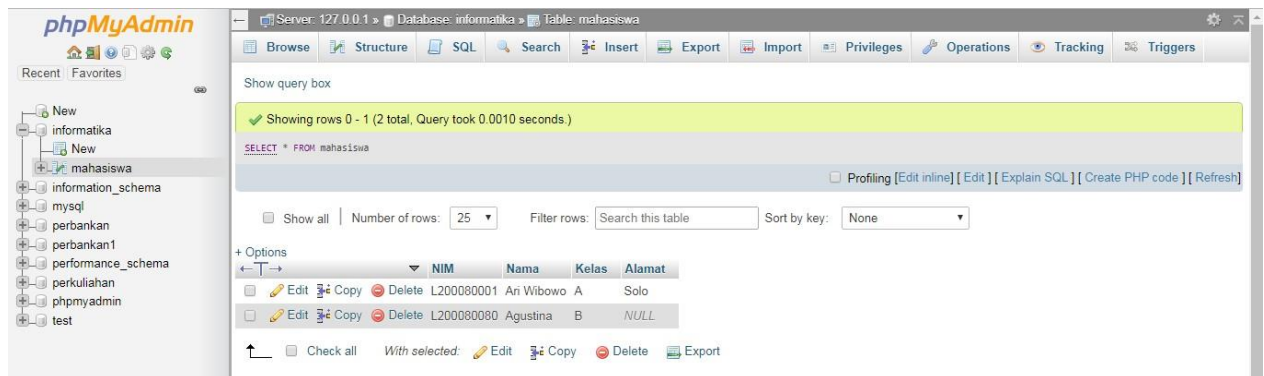 phpMyAdmin
Recent Favorites
New
informatika
New
mahasiswa
information_schema
mysql
perbankan
perbankan1
performance_schema
perkuliahan
phpmyadmin
test
Server: 127.0.0.1 » Database: informatika » Table: mahasiswa
Browse Structure SQL Search Insert Export Import Privileges Operations Tracking Triggers
Show query box
Showing rows 0 - 1 (2 total, Query took 0.0010 seconds.)
SELECT * FROM mahasiswa
Profiling [Edit inline] [ Edit ] [ Explain SQL ] [ Create PHP code ] [ Refresh]
Show all Number of rows: 25 Filter rows: Search this table Sort by key: None
+ Options
←T→ NIM Nama Kelas Alamat
Edit Copy Delete L200080001 Ari Wibowo A Solo
Edit Copy Delete L200080080 Agustina B NULL
Check all With selected: Edit Copy Delete Export